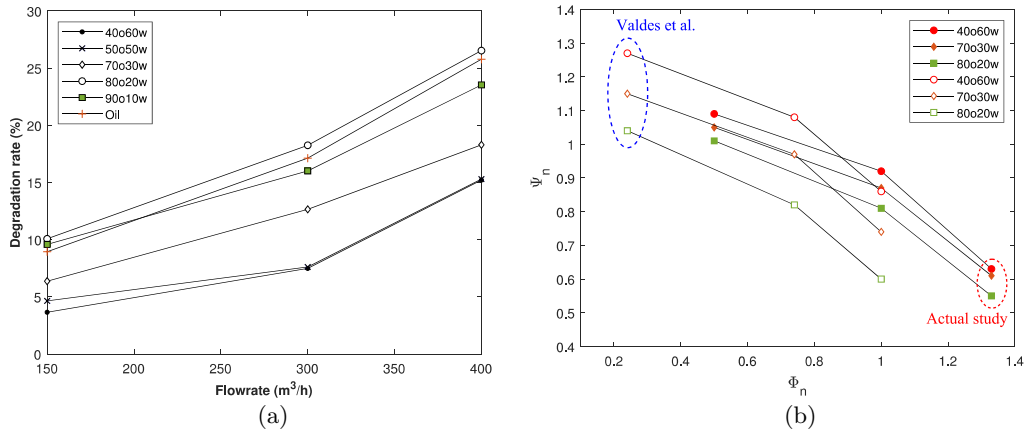 (a)
30
25
20
15
10
5
0
Degradation rate (%)
40o60w
50o50w
70o30w
80o20w
90o10w
Oil
150
200
250
300
350
400
Flowrate (m³/h)
(a)
(b)
1.4
1.3
1.2
1.1
1
0.9
0.8
0.7
0.6
0.5
0.4
Ψn
Valdes et al.
40o60w
70o30w
80o20w
40o60w
70o30w
80o20w
Actual study
0.2
0.4
0.6
0.8
1
1.2
1.4
Φn
(b)